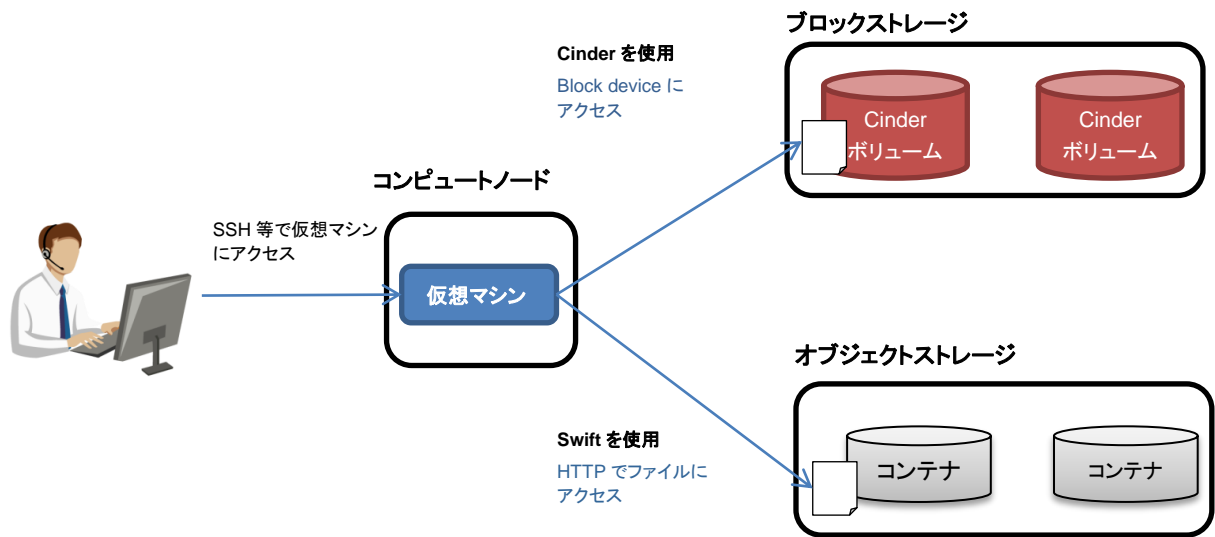 ブロックストレージ
Cinder を使用
Block device に
アクセス
Cinder
ボリューム
Cinder
ボリューム
コンピュートノード
SSH 等で仮想マシン
にアクセス
仮想マシン
オブジェクトストレージ
Swift を使用
HTTP でファイルに
アクセス
コンテナ
コンテナ